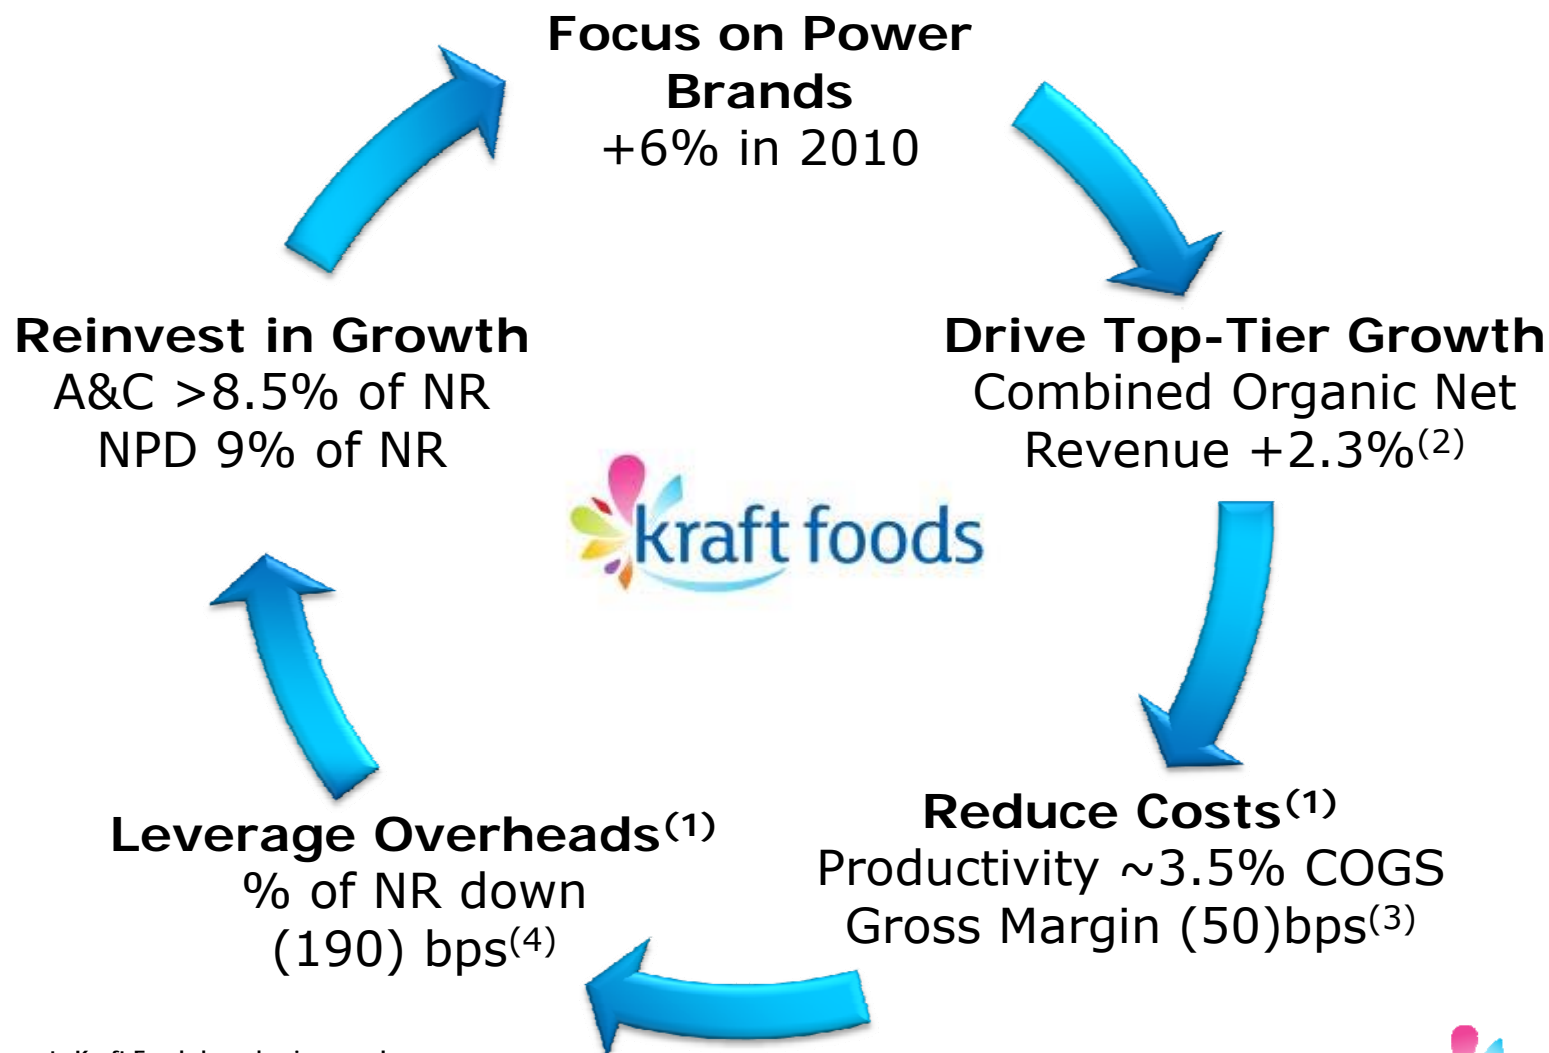 Focus on Power
Brands
+6% in 2010
Drive Top-Tier Growth
Combined Organic Net
Revenue +2.3%(2)
Reduce Costs(1)
Productivity ~3.5% COGS
Gross Margin (50)bps(3)
Leverage Overheads(1)
% of NR down
(190) bps(4)
Reinvest in Growth
A&C >8.5% of NR
NPD 9% of NR
kraft foods